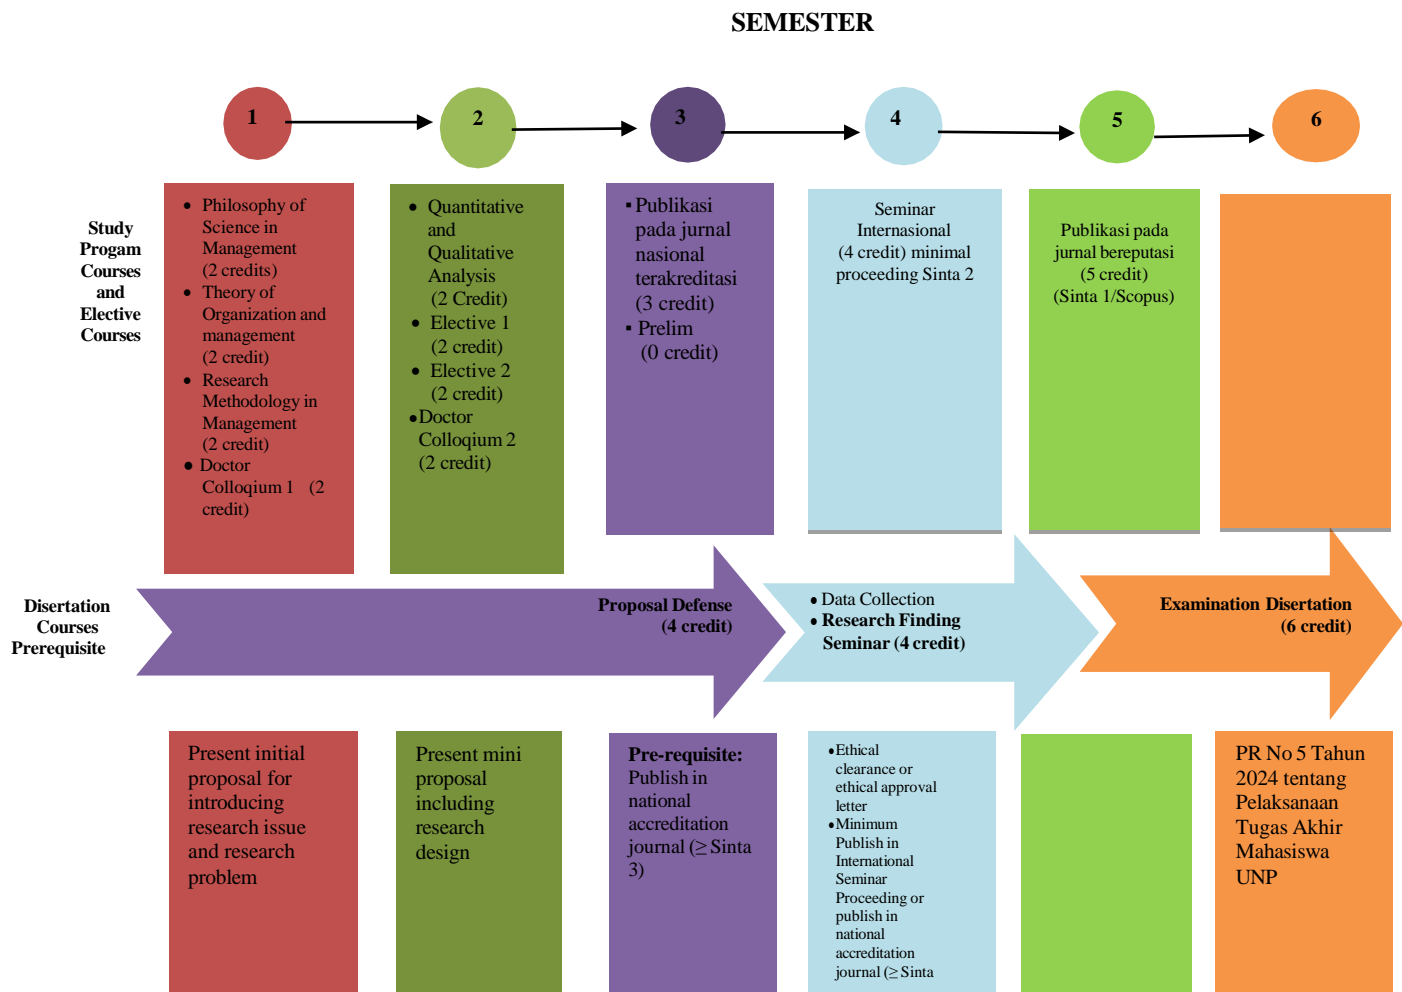 SEMESTER
1
2
3
4
5
6
Study
Progam
Courses
and
Elective
Courses
• Philosophy of
Science in
Management
(2 credits)
• Theory of
Organization and
management
(2 credit)
• Research
Methodology in
Management
(2 credit)
• Doctor
Colloqium 1 (2
credit)
• Quantitative
and
Qualitative
Analysis
(2 Credit)
• Elective 1
(2 credit)
• Elective 2
(2 credit)
•Doctor
Colloqium 2
(2 credit)
▪ Publikasi
pada jurnal
nasional
terakreditasi
(3 credit)
▪ Prelim
(0 credit)
Seminar
Internasional
(4 credit) minimal
proceeding Sinta 2
Publikasi pada
jurnal bereputasi
(5 credit)
(Sinta 1/Scopus)
Disertation
Courses
Prerequisite
Proposal Defense
(4 credit)
• Data Collection
• Research Finding
Seminar (4 credit)
Examination Disertation
(6 credit)
Present initial
proposal for
introducing
research issue
and research
problem
Present mini
proposal
including
research
design
Pre-requisite:
Publish in
national
accreditation
journal (≥ Sinta
3)
•Ethical
clearance or
ethical approval
letter
•Minimum
Publish in
International
Seminar
Proceeding or
publish in
national
accreditation
journal (≥ Sinta
PR No 5 Tahun
2024 tentang
Pelaksanaan
Tugas Akhir
Mahasiswa
UNP